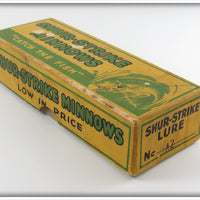 SHUR-STRIKE
MINNOWS
"CATCH THE FISH"
SHUR-STRIKE MINNOWS
LOW IN PRICE
SHUR-STRIKE
LURE
No.